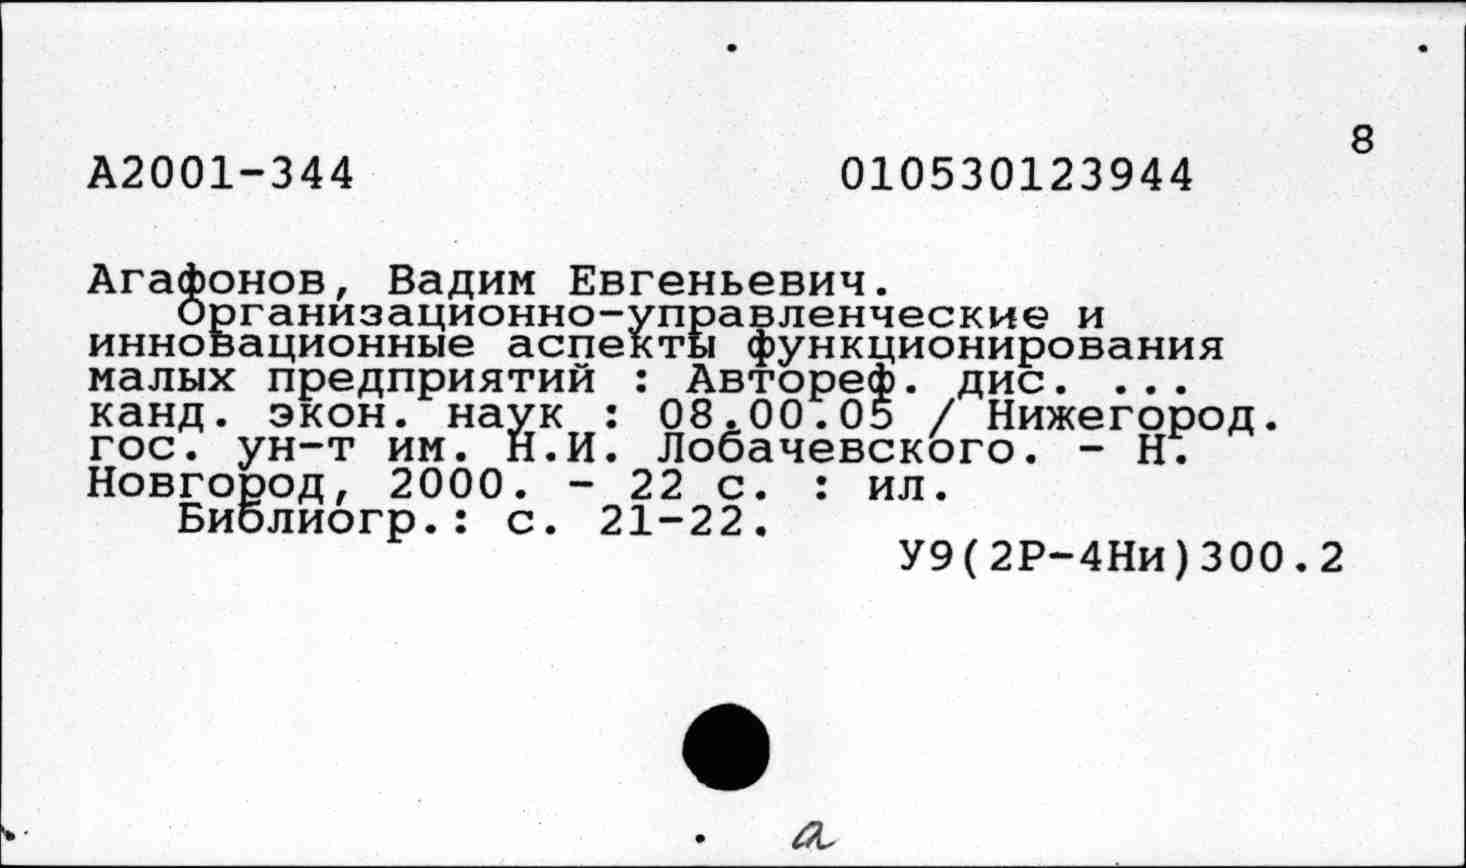 8
А2001-344 010530123944
Агафонов, Вадим Евгеньевич.
Организационно-управленческие и
инновационные аспекты функционирования
малых предприятий : Автореф. дис. ...
канд. экон. наук : 08.00.05 / Нижегород.
гос. ун-т им. Н.И. Лобачевского. - Н.
Новгород, 2000. - 22 с. : ил.
Библиогр.: с. 21-22.
У9(2Р-4Ни)300.2
а